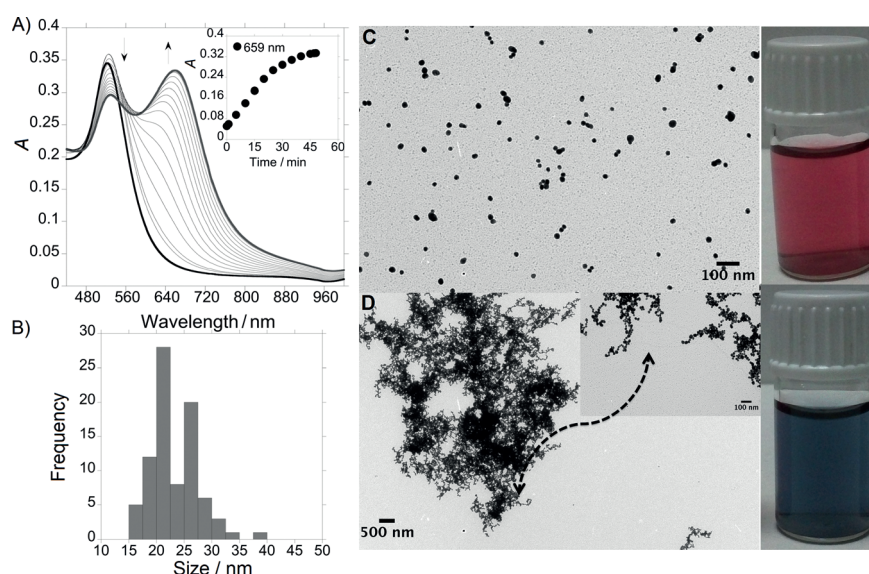 A)
0.4
0.35
0.3
0.25
0.2
0.15
0.1
0.05
0
A
480 560 640 720 800 880 960
Wavelength / nm
0.4
0.32
0.24
0.16
0.08
0
A
659 nm
0 15 30 45 60
Time / min
B)
30
25
20
15
10
5
0
Frequency
10 15 20 25 30 35 40 45 50
Size / nm
C
100 nm
D
100 nm
500 nm